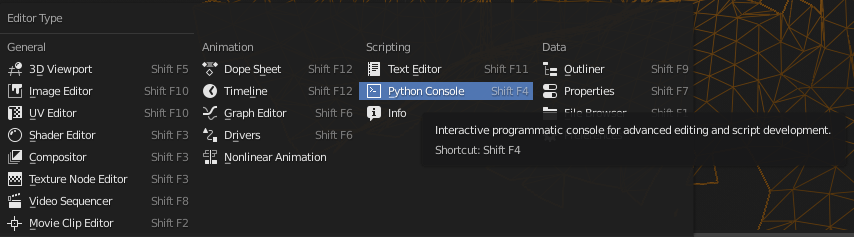 Editor Type
General
3D Viewport Shift F5
Image Editor Shift F10
UV Editor Shift F10
Shader Editor Shift F3
Compositor Shift F3
Texture Node Editor Shift F3
Video Sequencer Shift F8
Movie Clip Editor Shift F2
Animation
Dope Sheet Shift F12
Timeline Shift F12
Graph Editor Shift F6
Drivers Shift F6
Nonlinear Animation
Scripting
Text Editor Shift F11
Python Console Shift F4
Info
Data
Outliner Shift F9
Properties Shift F7
File Browser Shift F1
Interactive programmatic console for advanced editing and script development.
Shortcut: Shift F4